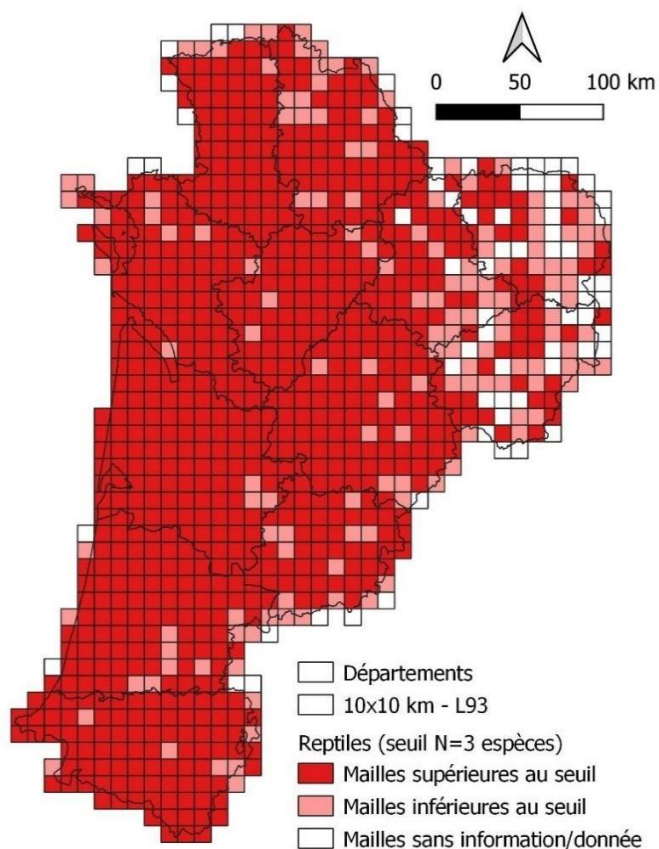 0 50 100 km
Départements
10x10 km - L93
Reptiles (seuil N=3 espèces)
Mailles supérieures au seuil
Mailles inférieures au seuil
Mailles sans information/donnée